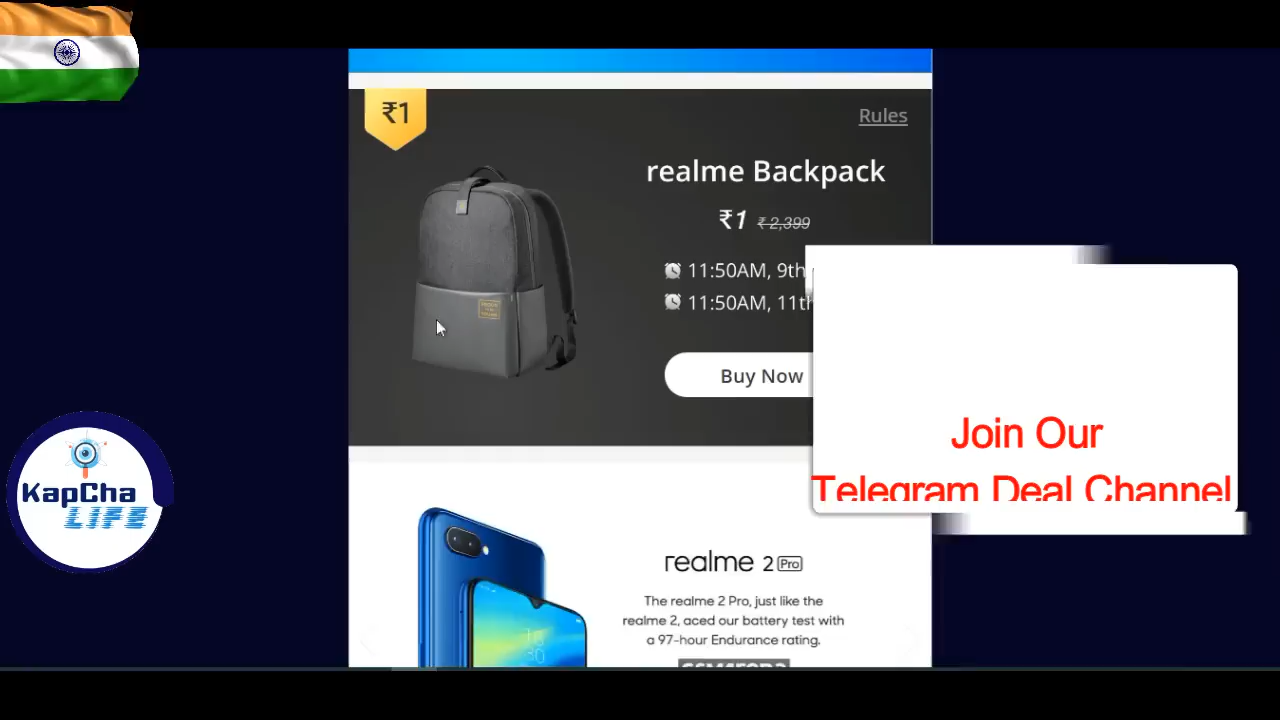 ₹1
Rules
realme Backpack
₹1 ₹ 2,399
11:50AM, 9th
11:50AM, 11th
Buy Now
Join Our
Telegram Deal Channel
KapCha
LIFE
realme 2 Pro
The realme 2 Pro, just like the
realme 2, aced our battery test with
a 97-hour Endurance rating.